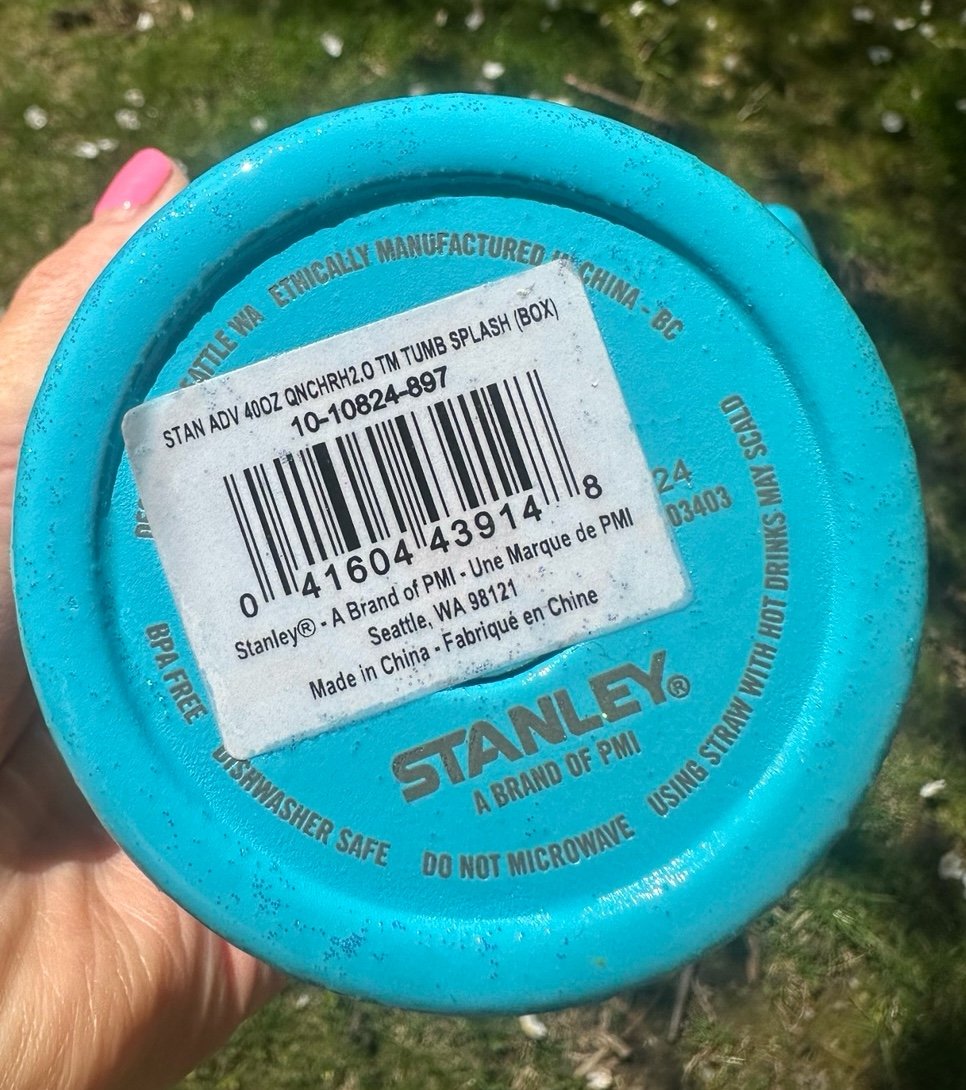 ETHICALLY MANUFACTURED IN CHINA - BC
WA
STAN ADV 40OZ QNCHRH2.O TM TUMB SPLASH (BOX)
10-10824-897
0 41604 43914 8
Stanley® - A Brand of PMI - Une Marque de PMI
Seattle, WA 98121
Made in China - Fabriqué en Chine
24
03403
STANLEY®
A BRAND OF PMI
BPA FREE
DISHWASHER SAFE
DO NOT MICROWAVE
USING STRAW WITH HOT DRINKS MAY SCALD